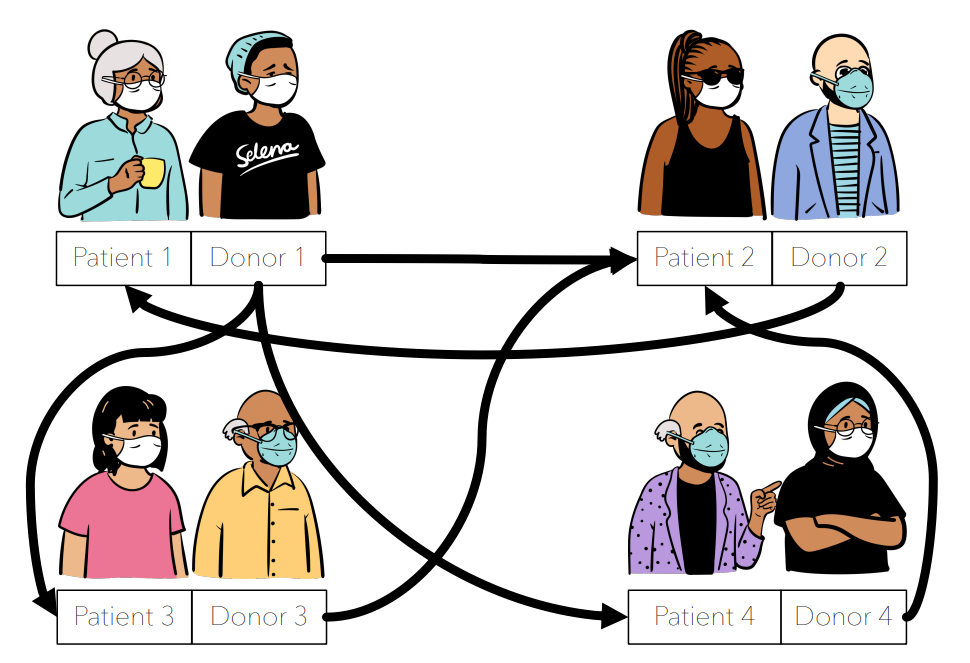 Selena
Patient 1
Donor 1
Patient 2
Donor 2
Patient 3
Donor 3
Patient 4
Donor 4